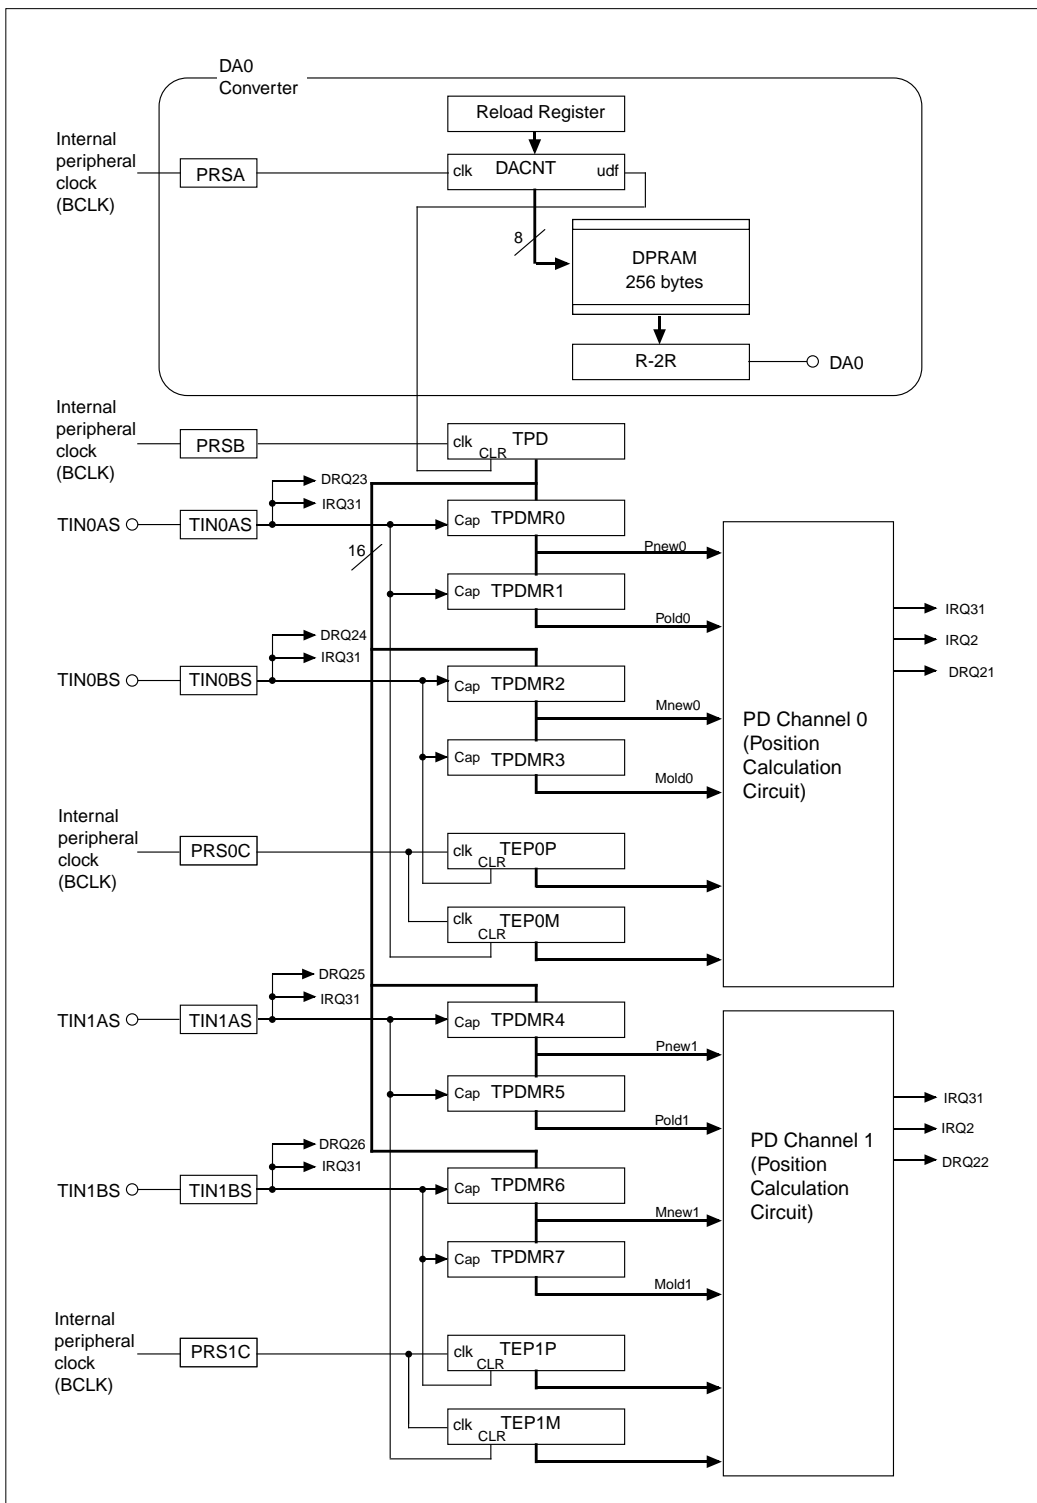 DA0
Converter
Reload Register
Internal
peripheral
clock
(BCLK)
PRSA
clk
DACNT
udf
8
DPRAM
256 bytes
R-2R
DA0
Internal
peripheral
clock
(BCLK)
PRSB
clk
TPD
CLR
DRQ23
IRQ31
TIN0AS
TIN0AS
Cap
TPDMR0
16
Pnew0
Cap
TPDMR1
Pold0
DRQ24
IRQ31
TIN0BS
TIN0BS
Cap
TPDMR2
Mnew0
Cap
TPDMR3
Mold0
PD Channel 0
(Position
Calculation
Circuit)
IRQ31
IRQ2
DRQ21
Internal
peripheral
clock
(BCLK)
PRS0C
clk
TEP0P
CLR
clk
TEP0M
CLR
DRQ25
IRQ31
TIN1AS
TIN1AS
Cap
TPDMR4
Pnew1
Cap
TPDMR5
Pold1
DRQ26
IRQ31
TIN1BS
TIN1BS
Cap
TPDMR6
Mnew1
Cap
TPDMR7
Mold1
PD Channel 1
(Position
Calculation
Circuit)
IRQ31
IRQ2
DRQ22
Internal
peripheral
clock
(BCLK)
PRS1C
clk
TEP1P
CLR
clk
TEP1M
CLR